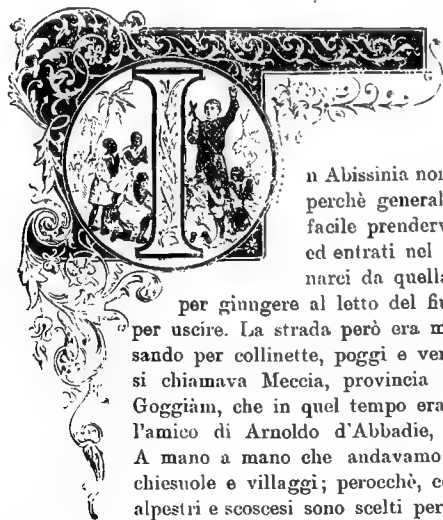 In Abissinia non
perchè general
facile prenderv
ed entrati nel
narci da quella
per giungere al letto del fiu
per uscire. La strada però era m
sando per collinette, poggi e ver
si chiamava Meccia, provincia
Goggiàm, che in quel tempo era
l'amico di Arnoldo d'Abbadie,
A mano a mano che andavamo
chiesuole e villaggi; perocchè, co
alpestri e scoscesi sono scelti per